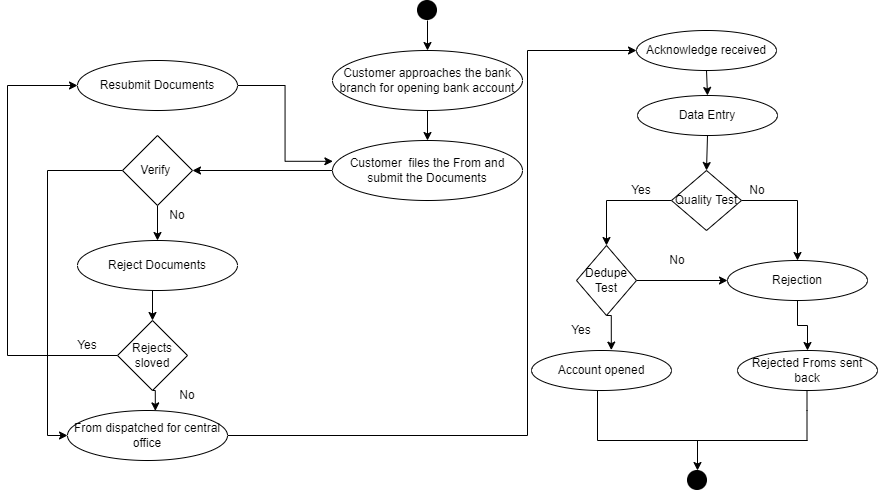 Customer approaches the bank
branch for opening bank account
Customer files the From and
submit the Documents
Resubmit Documents
Verify
No
Reject Documents
Rejects
sloved
Yes
No
From dispatched for central
office
Acknowledge received
Data Entry
Quality Test
Yes
No
Dedupe
Test
No
Rejection
Yes
Account opened
Rejected Froms sent
back